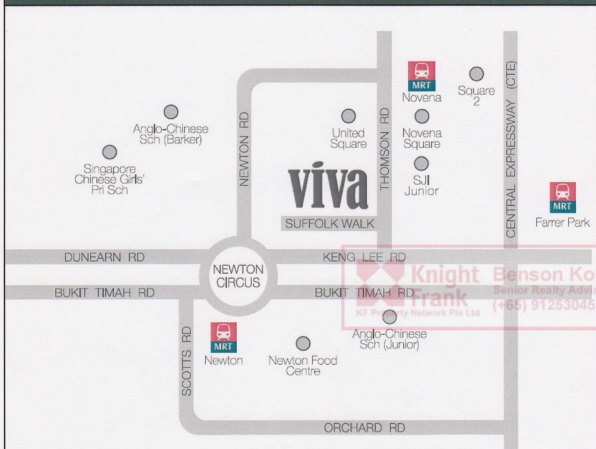 MRT
Novena
Square
2
CENTRAL EXPRESSWAY (CTE)
Anglo-Chinese
Sch (Barker)
NEWTON RD
United
Square
THOMSON RD
Novena
Square
Singapore
Chinese Girls'
Pri Sch
viva
SJI
Junior
MRT
Farrer Park
SUFFOLK WALK
DUNEARN RD
KENG LEE RD
NEWTON
CIRCUS
Knight
Frank
KF Property Network Pte Ltd
Benson Ko
Senior Realty Advis
(+65) 91253045
BUKIT TIMAH RD
BUKIT TIMAH RD
SCOTTS RD
MRT
Newton
Newton Food
Centre
Anglo-Chinese
Sch (Junior)
ORCHARD RD